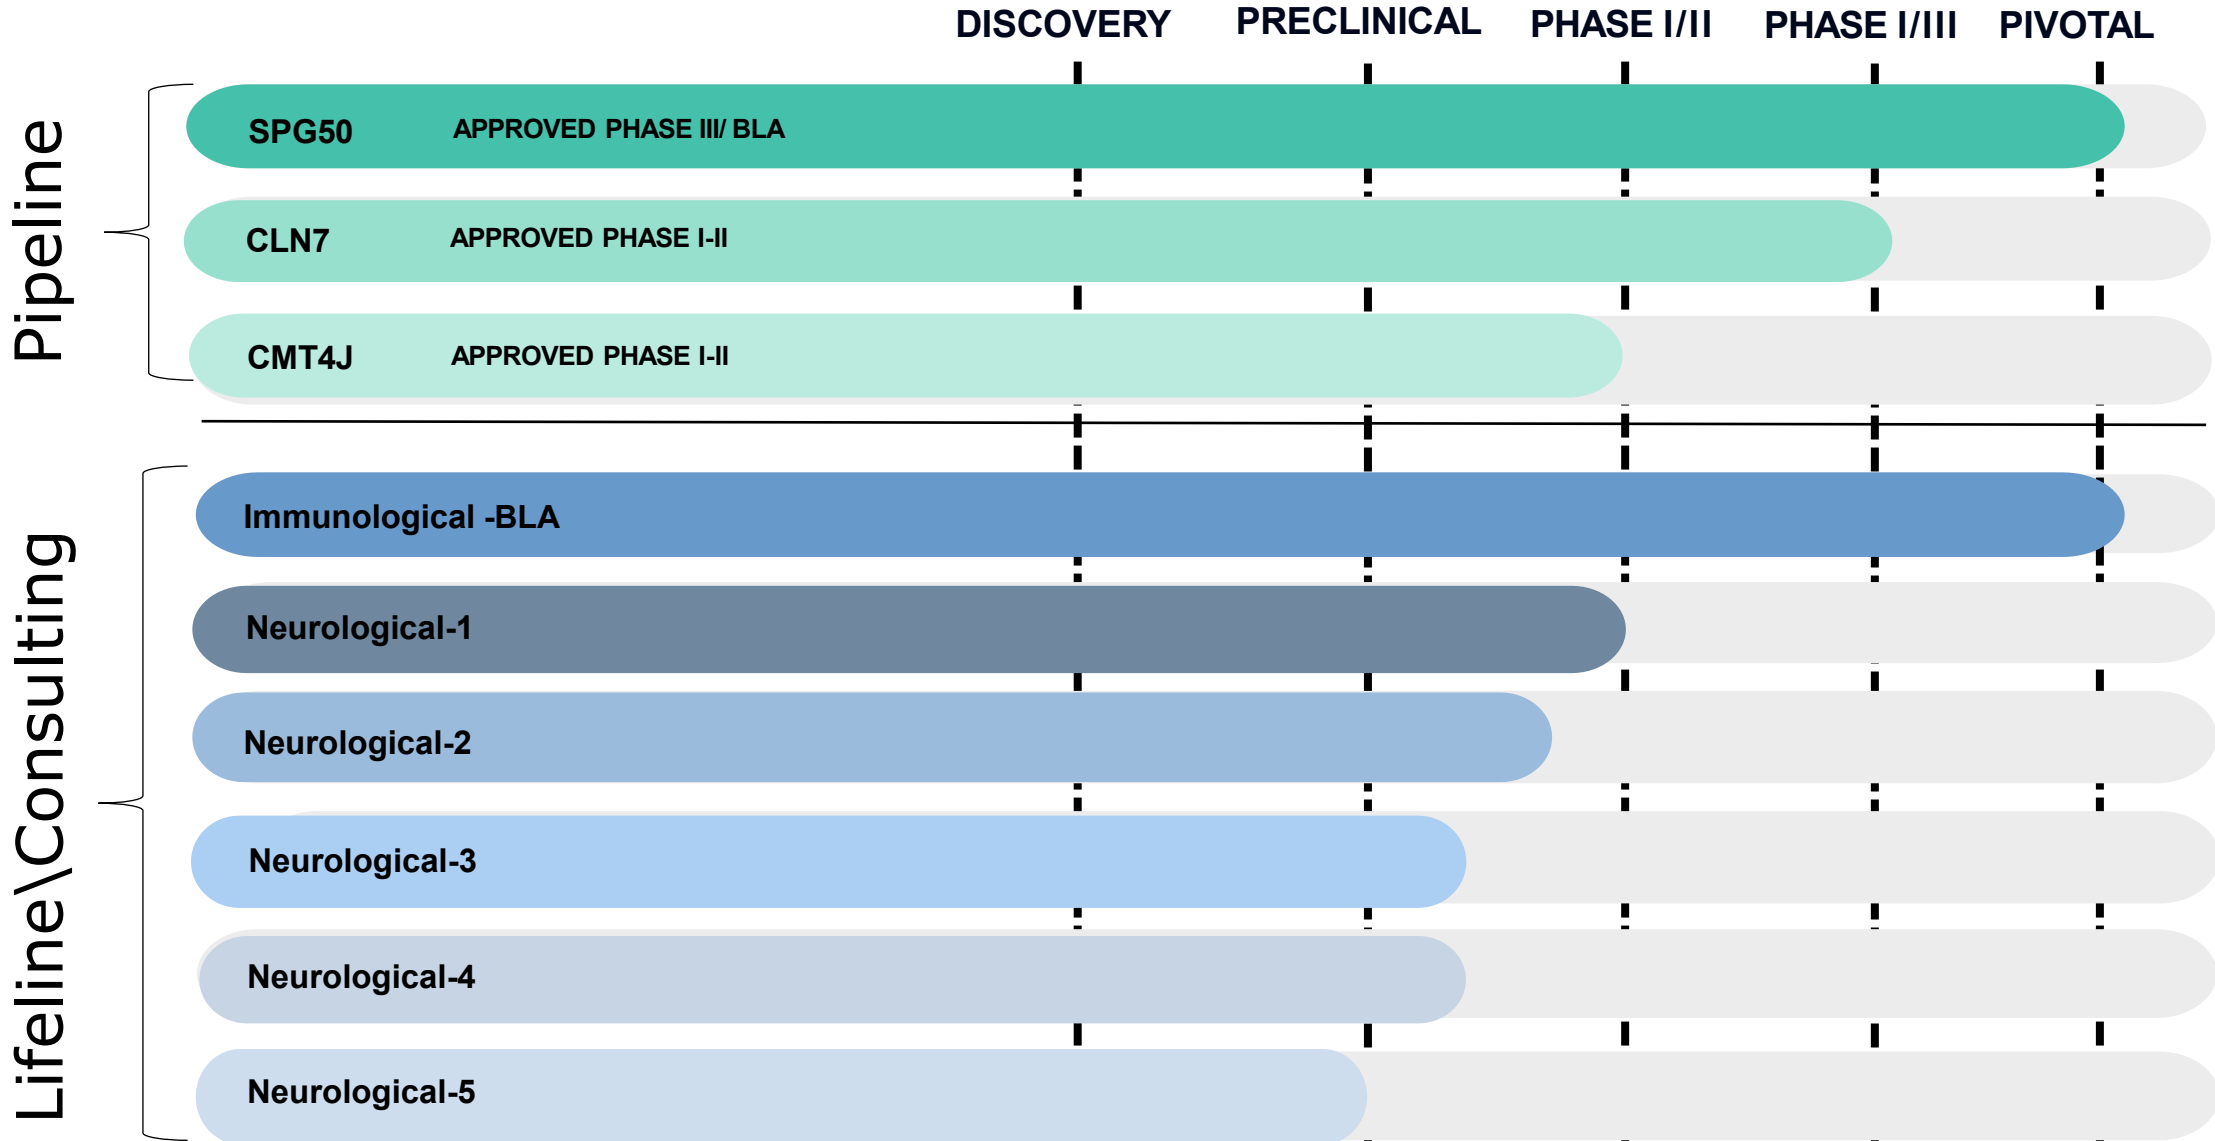 DISCOVERY PRECLINICAL PHASE I/II PHASE I/III PIVOTAL
Pipeline
SPG50 APPROVED PHASE III/ BLA
CLN7 APPROVED PHASE I-II
CMT4J APPROVED PHASE I-II
Lifeline\Consulting
Immunological -BLA
Neurological-1
Neurological-2
Neurological-3
Neurological-4
Neurological-5